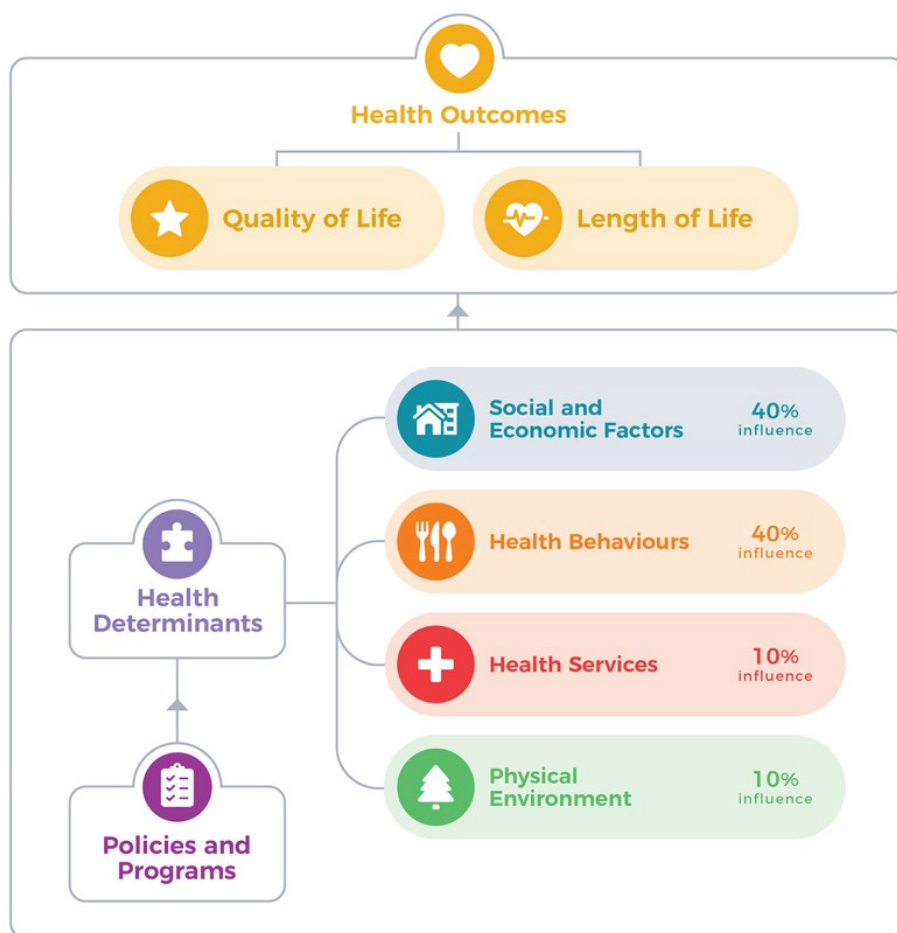 Health Outcomes
Quality of Life
Length of Life
Social and
Economic Factors
40%
influence
Health Behaviours
40%
influence
Health
Determinants
Health Services
10%
influence
Physical
Environment
10%
influence
Policies and
Programs